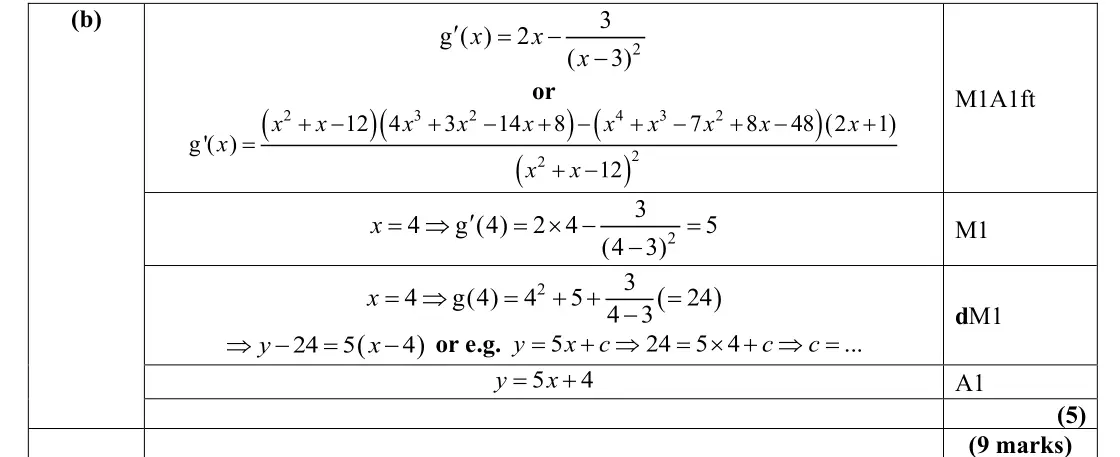 (b)
g′(x) = 2x − 3/(x − 3)²
or
g'(x) = ((x² + x − 12)(4x³ + 3x² − 14x + 8) − (x⁴ + x³ − 7x² + 8x − 48)(2x + 1))/(x² + x − 12)²
M1A1ft
x = 4 ⇒ g′(4) = 2 × 4 − 3/(4 − 3)² = 5
M1
x = 4 ⇒ g(4) = 4² + 5 + 3/(4 − 3) (= 24)
⇒ y − 24 = 5(x − 4) or e.g. y = 5x + c ⇒ 24 = 5 × 4 + c ⇒ c = ...
dM1
y = 5x + 4
A1
(5)
(9 marks)